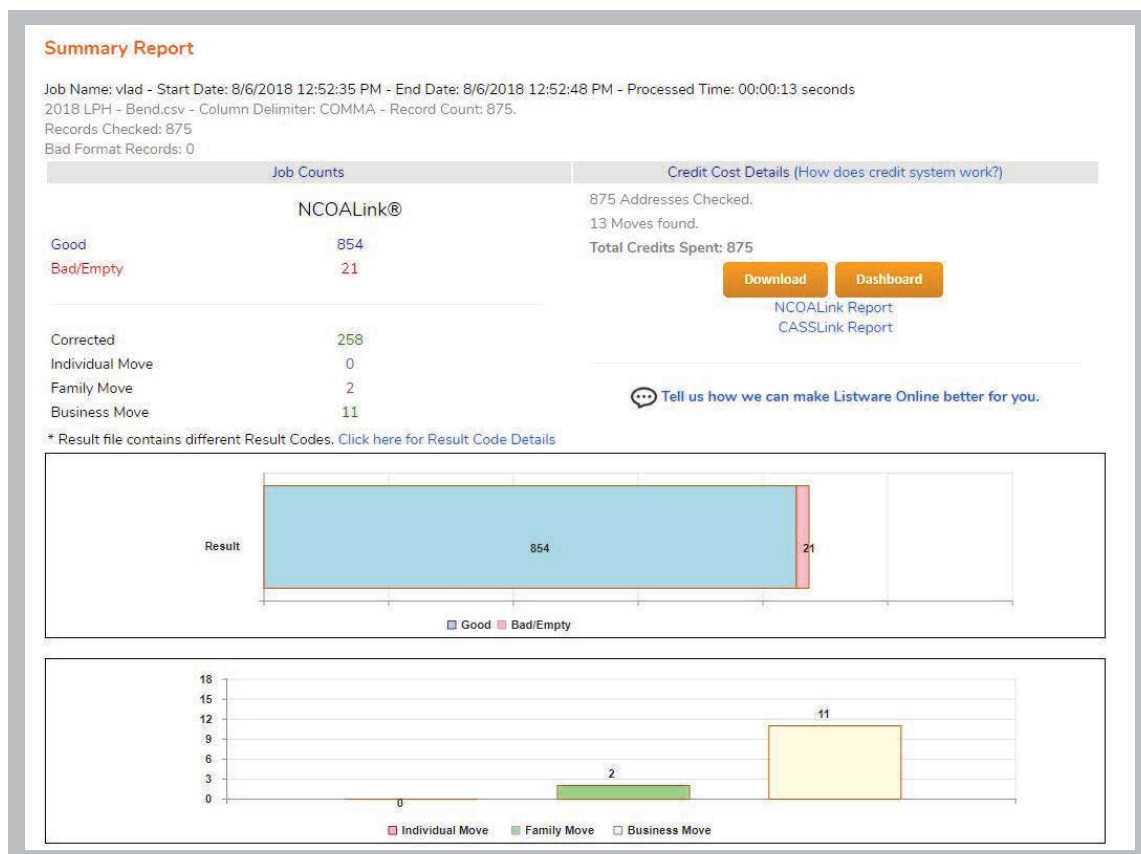 Summary Report
Job Name: vlad - Start Date: 8/6/2018 12:52:35 PM - End Date: 8/6/2018 12:52:48 PM - Processed Time: 00:00:13 seconds
2018 LPH - Bend.csv - Column Delimiter: COMMA - Record Count: 875.
Records Checked: 875
Bad Format Records: 0
Job Counts
NCOALink®
Good 854
Bad/Empty 21
Corrected 258
Individual Move 0
Family Move 2
Business Move 11
Credit Cost Details (How does credit system work?)
875 Addresses Checked.
13 Moves found.
Total Credits Spent: 875
Download Dashboard
NCOALink Report
CASSLink Report
Tell us how we can make Listware Online better for you.
* Result file contains different Result Codes. Click here for Result Code Details
Result 854 21
Good Bad/Empty
18
15
12
9
6
3
0
0 2 11
Individual Move Family Move Business Move